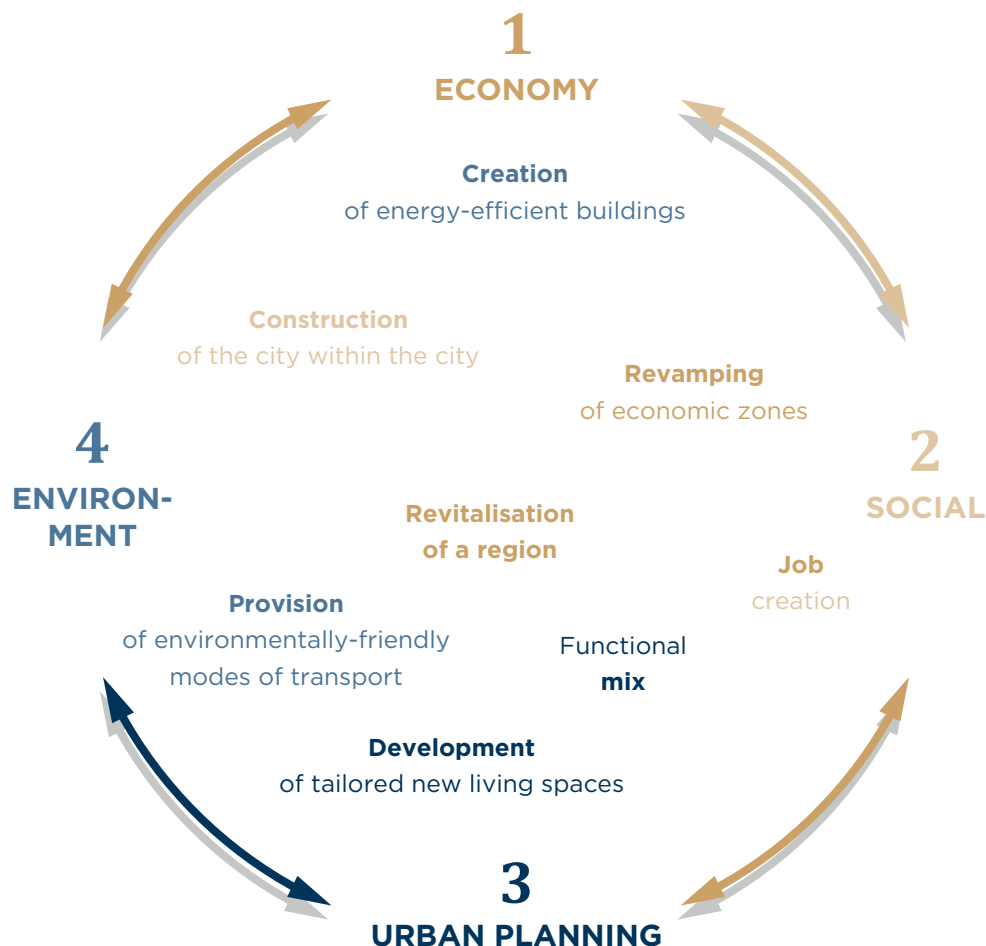 1
ECONOMY
Creation
of energy-efficient buildings
Construction
of the city within the city
Revamping
of economic zones
4
ENVIRON-
MENT
2
SOCIAL
Revitalisation
of a region
Job
creation
Provision
of environmentally-friendly
modes of transport
Functional
mix
Development
of tailored new living spaces
3
URBAN PLANNING